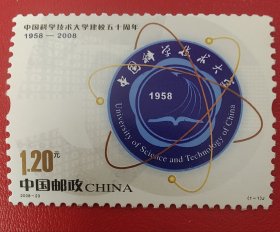 中国科学技术大学建校五十周年
1958—2008
中国科学技术大学
1958
University of Science and Technology of China
1.20元
中国邮政 CHINA
2008-23
(1-1)J